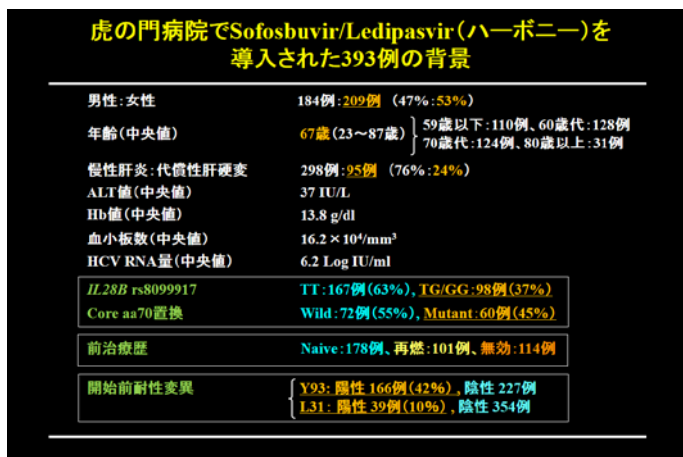 虎の門病院でSofosbuvir/Ledipasvir(ハーボニー)を
導入された393例の背景
男性:女性 184例:209例 (47%:53%)
年齢(中央値) 67歳(23~87歳) 59歳以下:110例、60歳代:128例
70歳代:124例、80歳以上:31例
慢性肝炎:代償性肝硬変 298例:95例 (76%:24%)
ALT値(中央値) 37 IU/L
Hb値(中央値) 13.8 g/dl
血小板数(中央値) 16.2×10⁴/mm³
HCV RNA量(中央値) 6.2 Log IU/ml
IL28B rs8099917 TT:167例(63%), TG/GG:98例(37%)
Core aa70置換 Wild:72例(55%), Mutant:60例(45%)
前治療歴 Naive:178例、再燃:101例、無効:114例
開始前耐性変異 Y93: 陽性 166例(42%) , 陰性 227例
L31: 陽性 39例(10%) , 陰性 354例